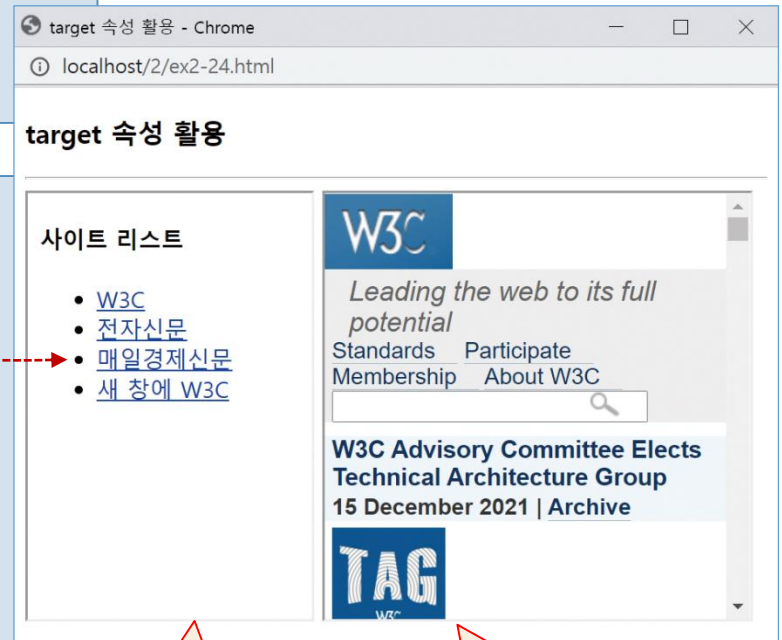 target 속성 활용 - Chrome
localhost/2/ex2-24.html
target 속성 활용
사이트 리스트
W3C
전자신문
매일경제신문
새 창에 W3C
W3C
Leading the web to its full
potential
Standards Participate
Membership About W3C
W3C Advisory Committee Elects
Technical Architecture Group
15 December 2021 | Archive
TAG
W3C